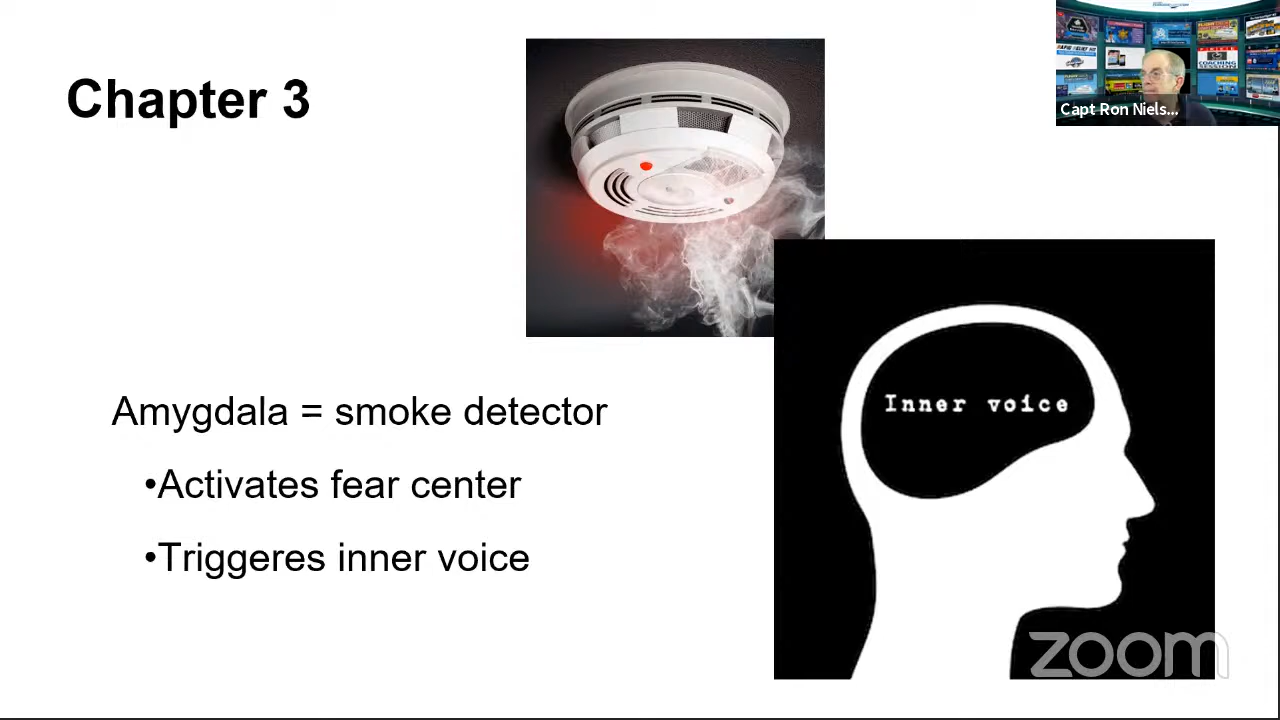 Chapter 3
Capt Ron Niels...
Inner voice
Amygdala = smoke detector
•Activates fear center
•Triggeres inner voice
zoom